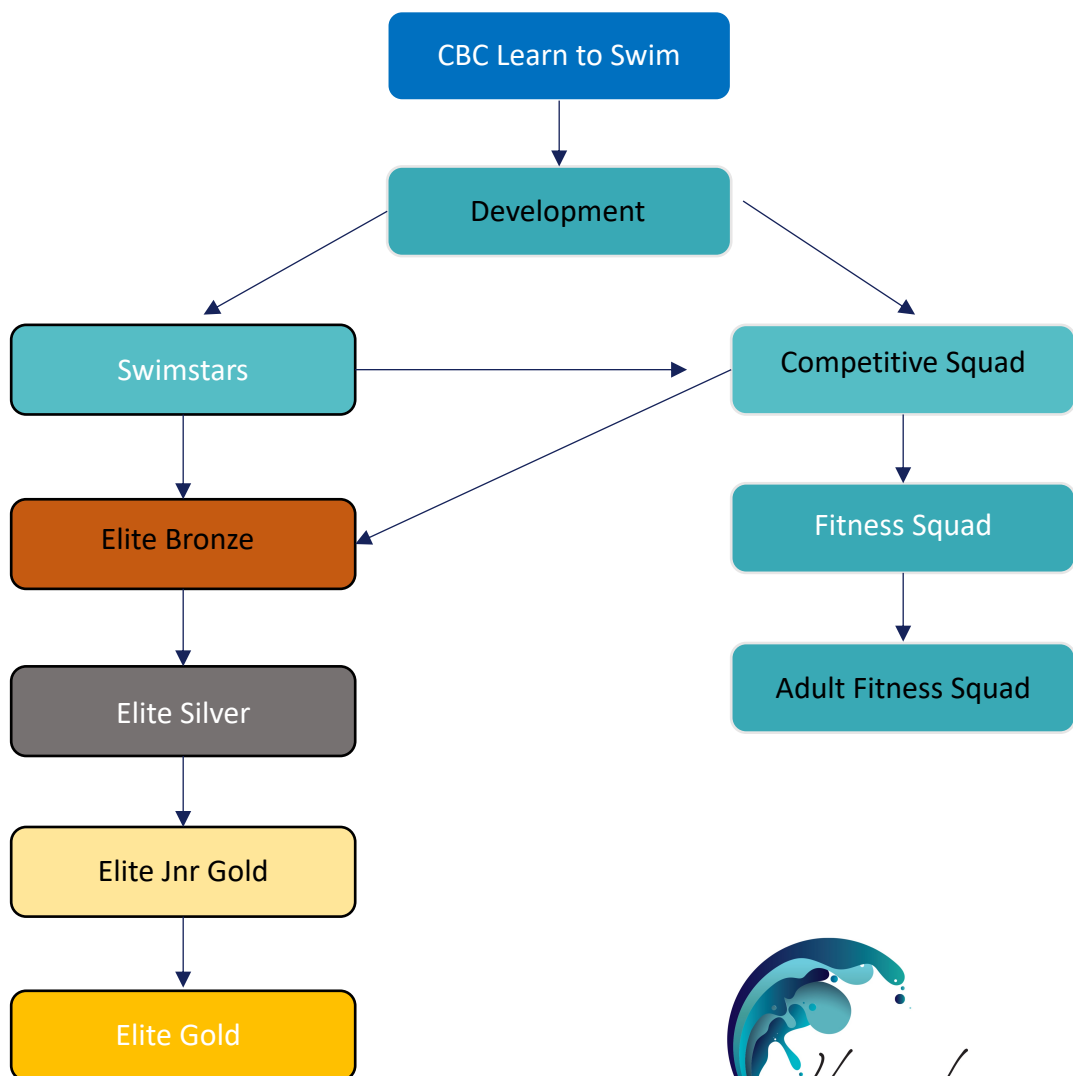 CBC Learn to Swim
Development
Swimstars
Competitive Squad
Elite Bronze
Fitness Squad
Elite Silver
Adult Fitness Squad
Elite Jnr Gold
Elite Gold